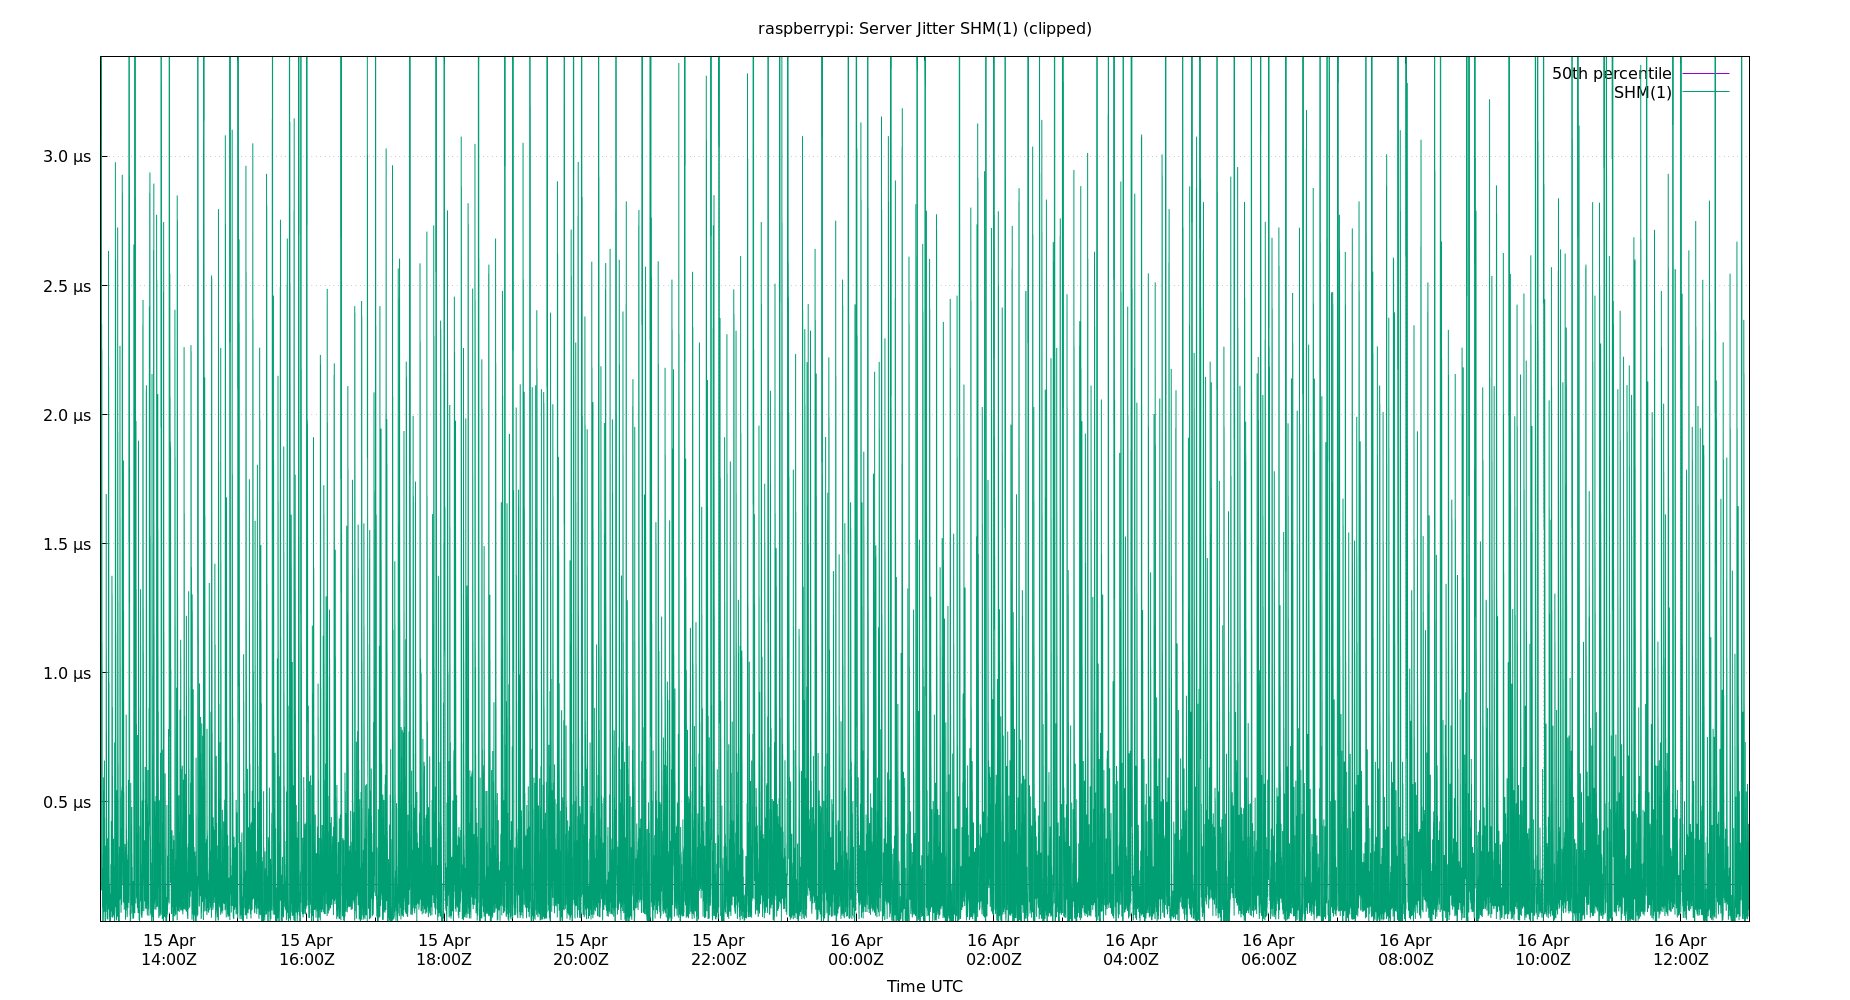 raspberrypi: Server Jitter SHM(1) (clipped)
50th percentile
SHM(1)
3.0 µs
2.5 µs
2.0 µs
1.5 µs
1.0 µs
0.5 µs
15 Apr 15 Apr 15 Apr 15 Apr 15 Apr 16 Apr 16 Apr 16 Apr 16 Apr 16 Apr 16 Apr 16 Apr
14:00Z 16:00Z 18:00Z 20:00Z 22:00Z 00:00Z 02:00Z 04:00Z 06:00Z 08:00Z 10:00Z 12:00Z
Time UTC